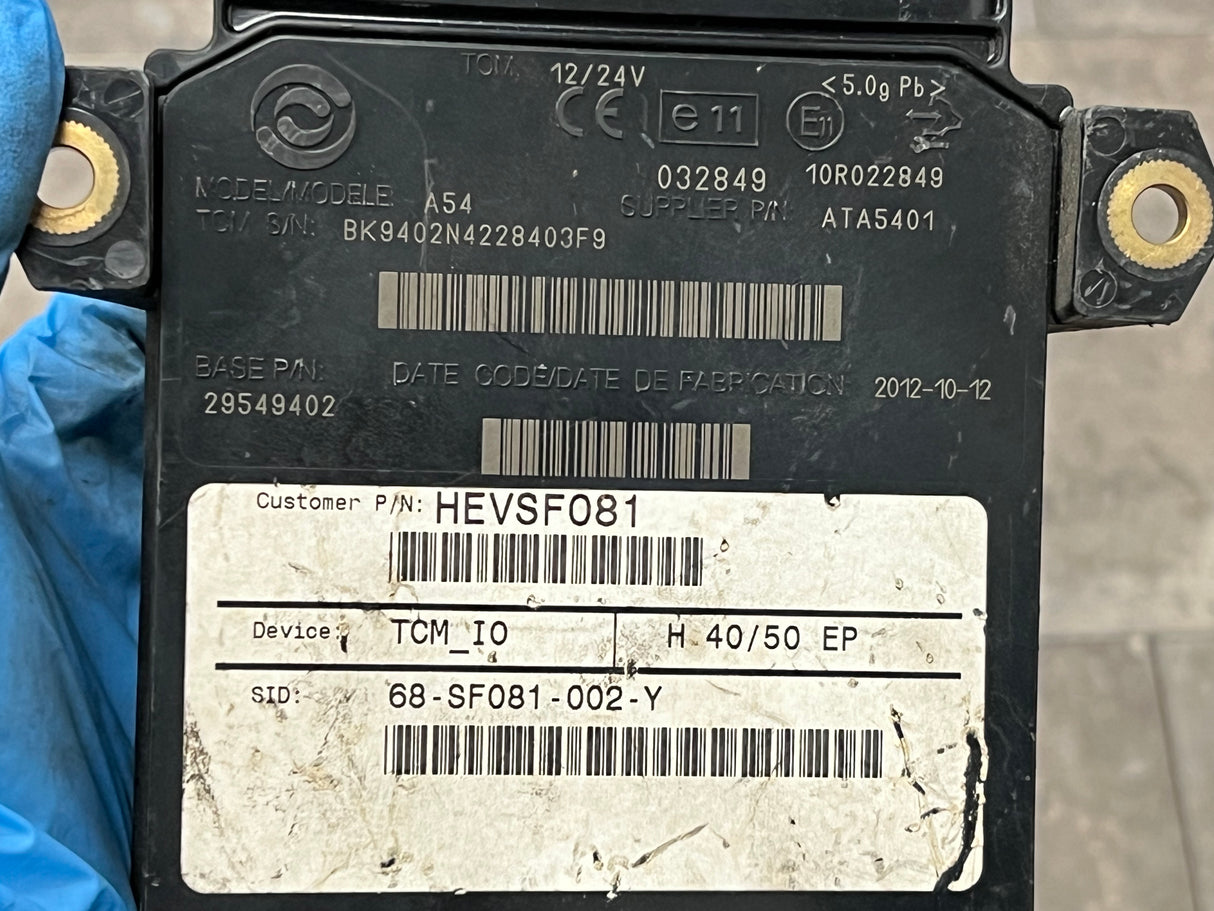 TCM 12/24V <5.0g Pb>
CE e11 E11
032849 10R022849
MODEL/MODELE: A54 SUPPLIER P/N: ATA5401
TCM S/N: BK9402N4228403F9
BASE P/N: DATE CODE/DATE DE FABRICATION 2012-10-12
29549402
Customer P/N: HEVSF081
Device: TCM_IO H 40/50 EP
SID: 68-SF081-002-Y